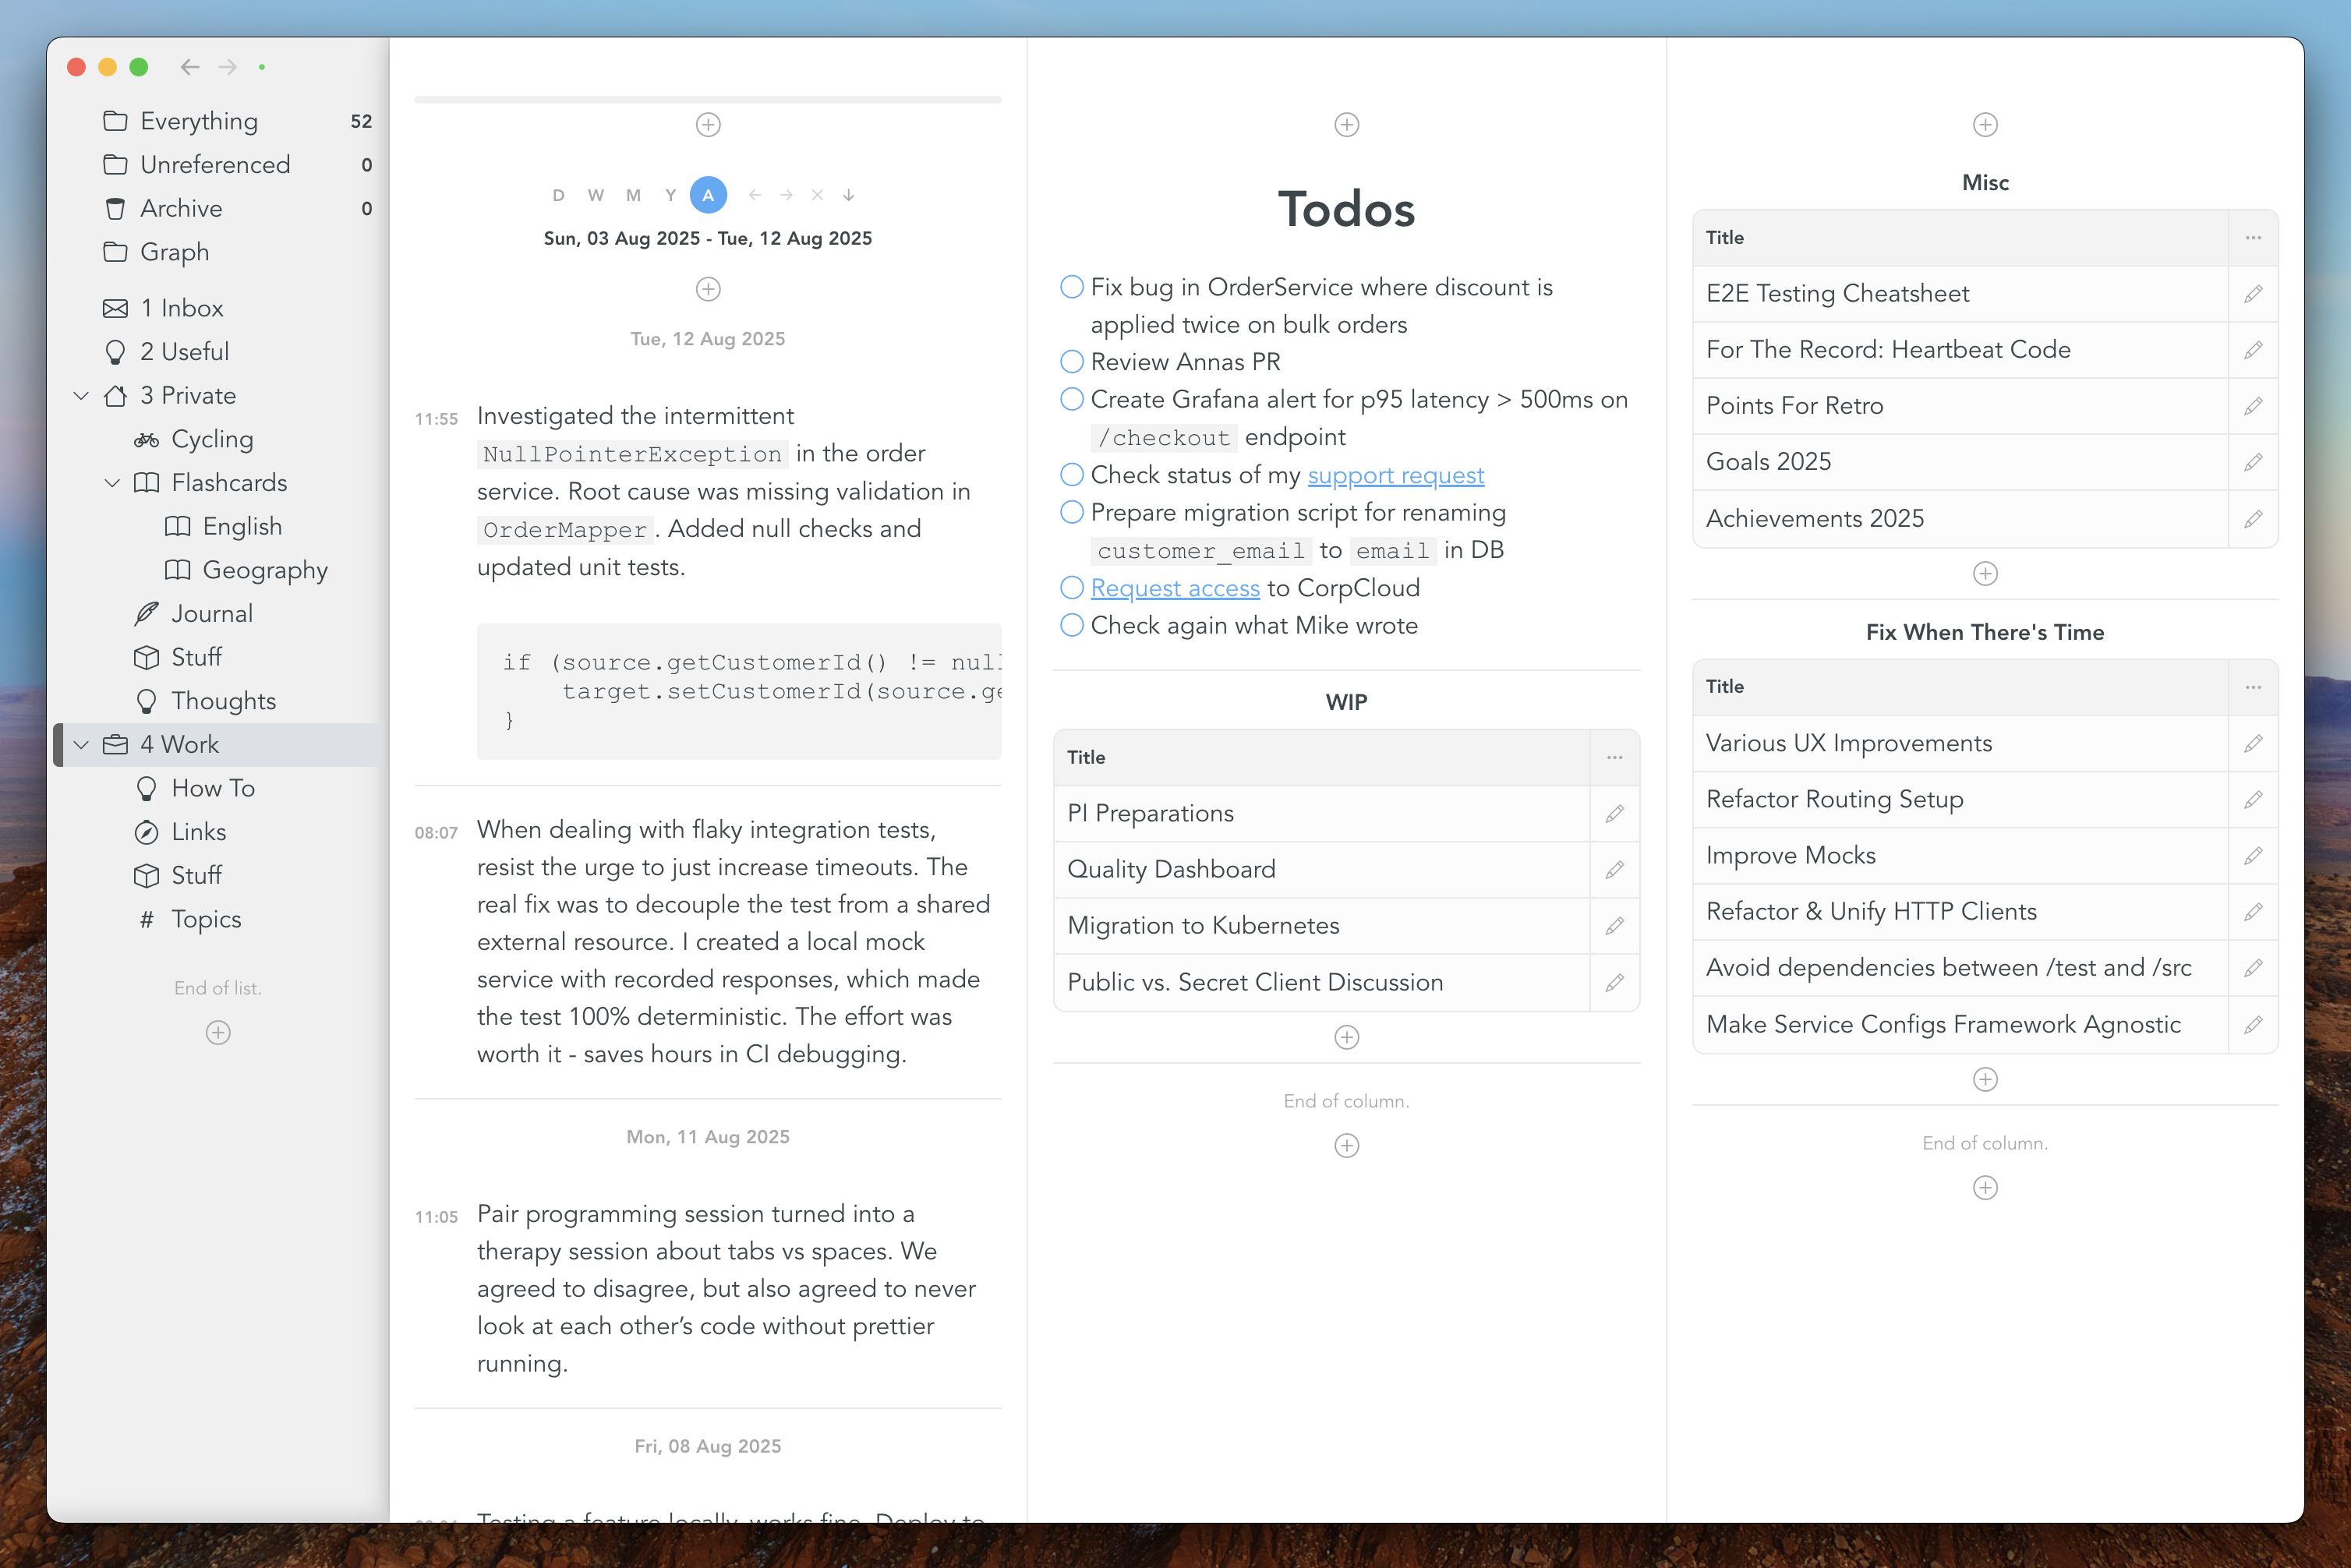 Everything 52
Unreferenced 0
Archive 0
Graph
1 Inbox
2 Useful
3 Private
Cycling
Flashcards
English
Geography
Journal
Stuff
Thoughts
4 Work
How To
Links
Stuff
# Topics
End of list.
D W M Y A
Sun, 03 Aug 2025 - Tue, 12 Aug 2025
Tue, 12 Aug 2025
11:55 Investigated the intermittent
NullPointerException in the order
service. Root cause was missing validation in
OrderMapper. Added null checks and
updated unit tests.
if (source.getCustomerId() != null
target.setCustomerId(source.ge
}
08:07 When dealing with flaky integration tests,
resist the urge to just increase timeouts. The
real fix was to decouple the test from a shared
external resource. I created a local mock
service with recorded responses, which made
the test 100% deterministic. The effort was
worth it - saves hours in CI debugging.
Mon, 11 Aug 2025
11:05 Pair programming session turned into a
therapy session about tabs vs spaces. We
agreed to disagree, but also agreed to never
look at each other’s code without prettier
running.
Fri, 08 Aug 2025
Testing a feature locally, works fine. Deploy to
Todos
Fix bug in OrderService where discount is
applied twice on bulk orders
Review Annas PR
Create Grafana alert for p95 latency > 500ms on
/checkout endpoint
Check status of my support request
Prepare migration script for renaming
customer_email to email in DB
Request access to CorpCloud
Check again what Mike wrote
WIP
Title
PI Preparations
Quality Dashboard
Migration to Kubernetes
Public vs. Secret Client Discussion
End of column.
Misc
Title
E2E Testing Cheatsheet
For The Record: Heartbeat Code
Points For Retro
Goals 2025
Achievements 2025
Fix When There's Time
Title
Various UX Improvements
Refactor Routing Setup
Improve Mocks
Refactor & Unify HTTP Clients
Avoid dependencies between /test and /src
Make Service Configs Framework Agnostic
End of column.